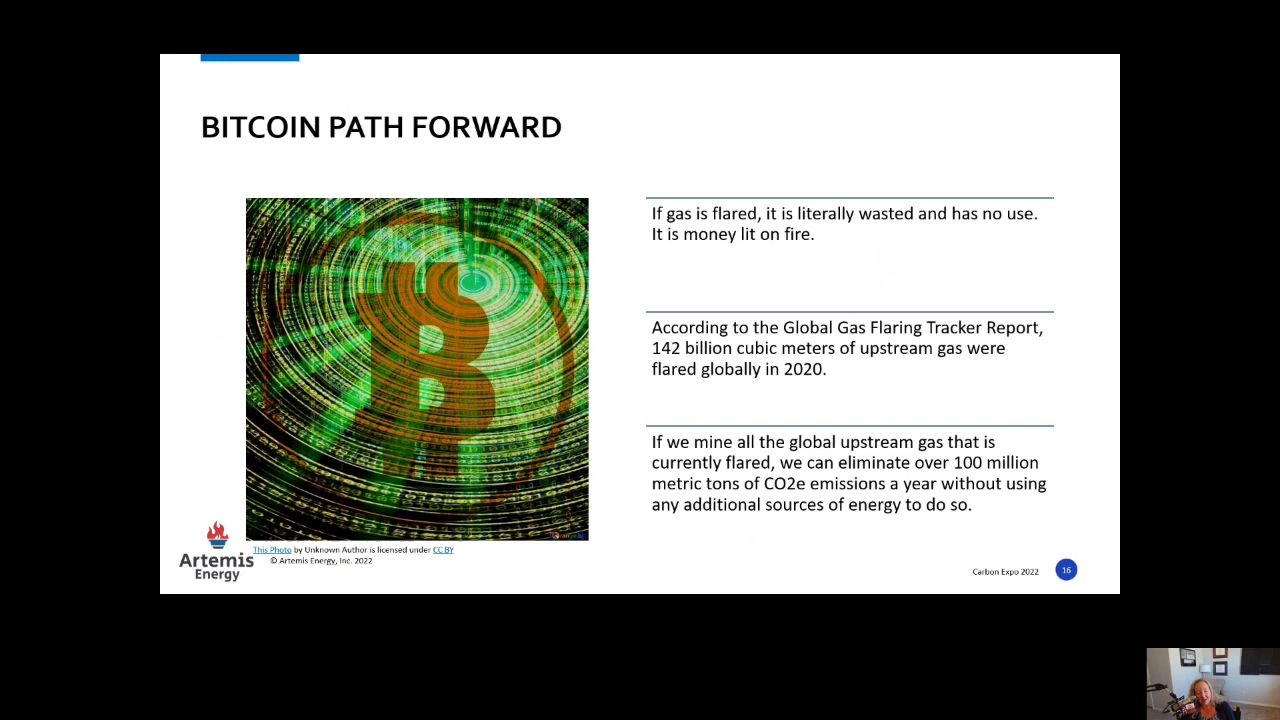 BITCOIN PATH FORWARD
If gas is flared, it is literally wasted and has no use.
It is money lit on fire.
According to the Global Gas Flaring Tracker Report,
142 billion cubic meters of upstream gas were
flared globally in 2020.
If we mine all the global upstream gas that is
currently flared, we can eliminate over 100 million
metric tons of CO2e emissions a year without using
any additional sources of energy to do so.
This Photo by Unknown Author is licensed under CC BY
© Artemis Energy, Inc. 2022
Artemis
Energy
Carbon Expo 2022
16